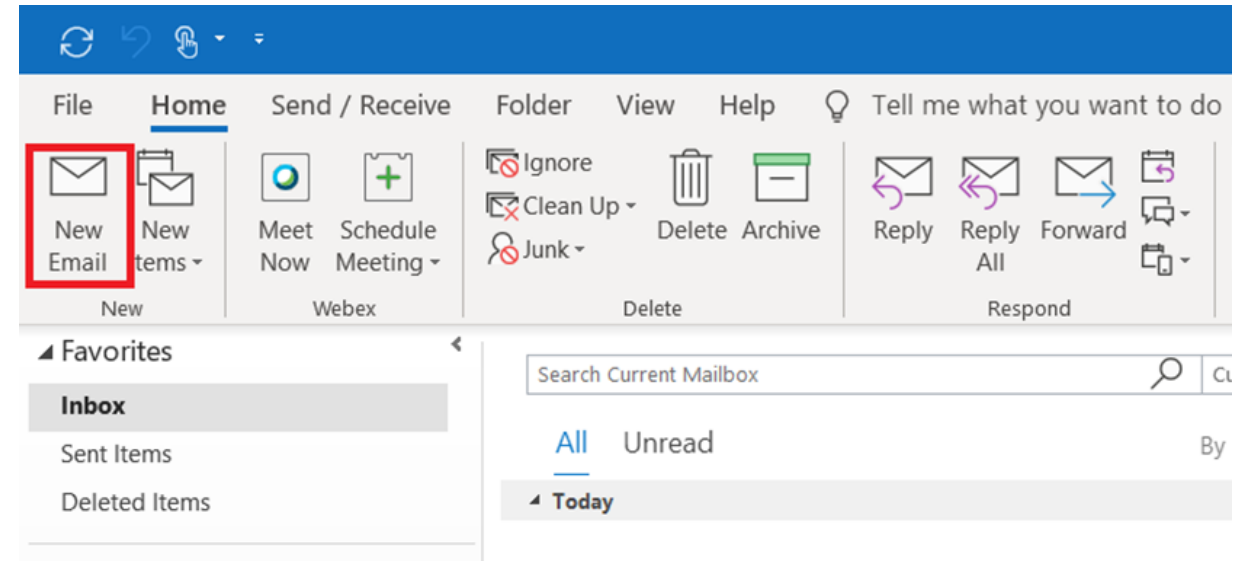 File Home Send / Receive Folder View Help Tell me what you want to do
New Email
New tems
Meet Now
Schedule Meeting
Ignore
Clean Up
Junk
Delete
Archive
Reply
Reply All
Forward
New Webex Delete Respond
Favorites
Inbox
Sent Items
Deleted Items
Search Current Mailbox
All Unread By
Today